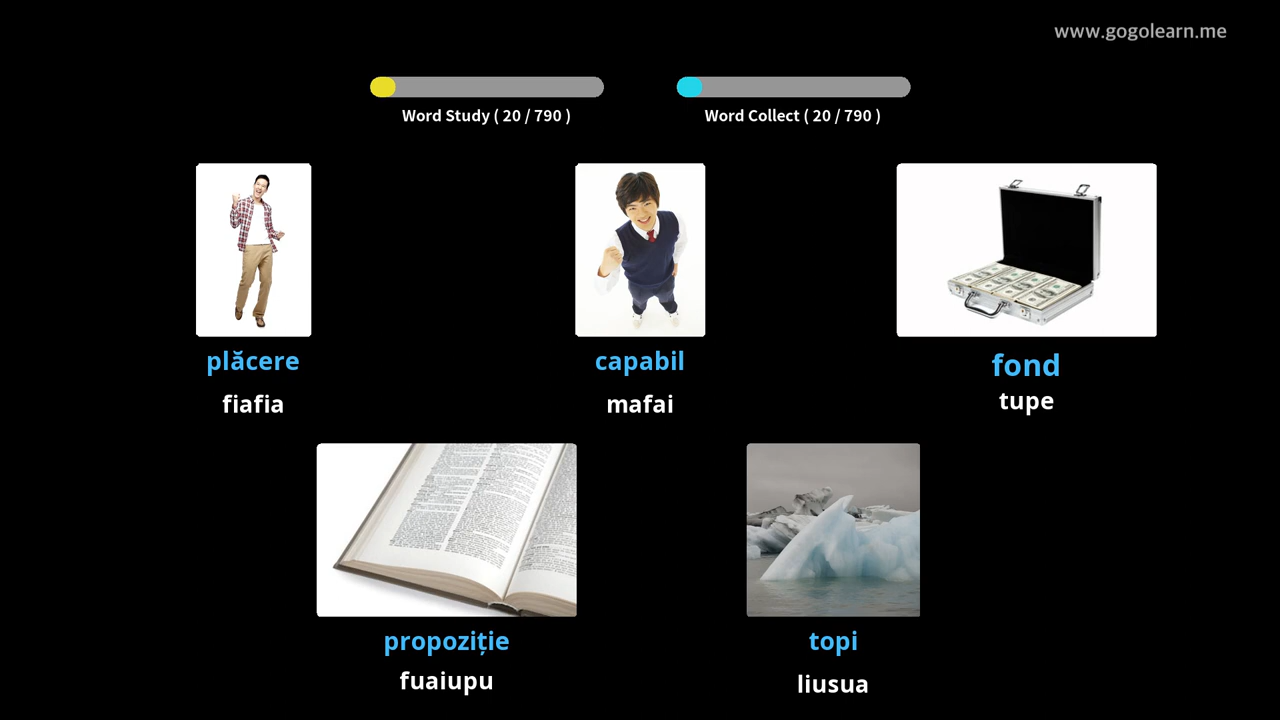 www.gogolearn.me
Word Study ( 20 / 790 )
Word Collect ( 20 / 790 )
plăcere
fiafia
capabil
mafai
fond
tupe
propoziție
fuaiupu
topi
liusua